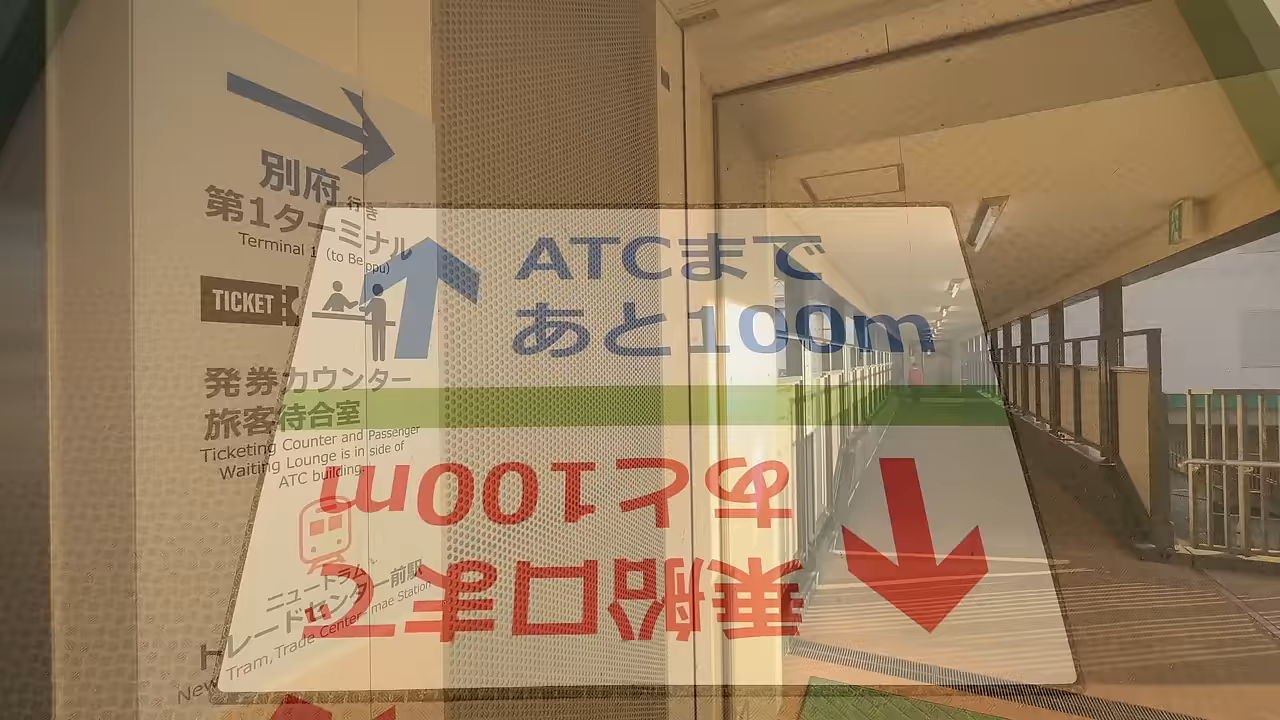 別府行き
第1ターミナル
Terminal 1 (to Beppu)
TICKET
発券カウンター
旅客待合室
Ticketing Counter and Passenger
Waiting Lounge is in side of
ATC building.
ニュートラム
トレードセンター前駅
Tram, Trade Center mae Station
ATCまで
あと100m
乗船口まで
あと100m